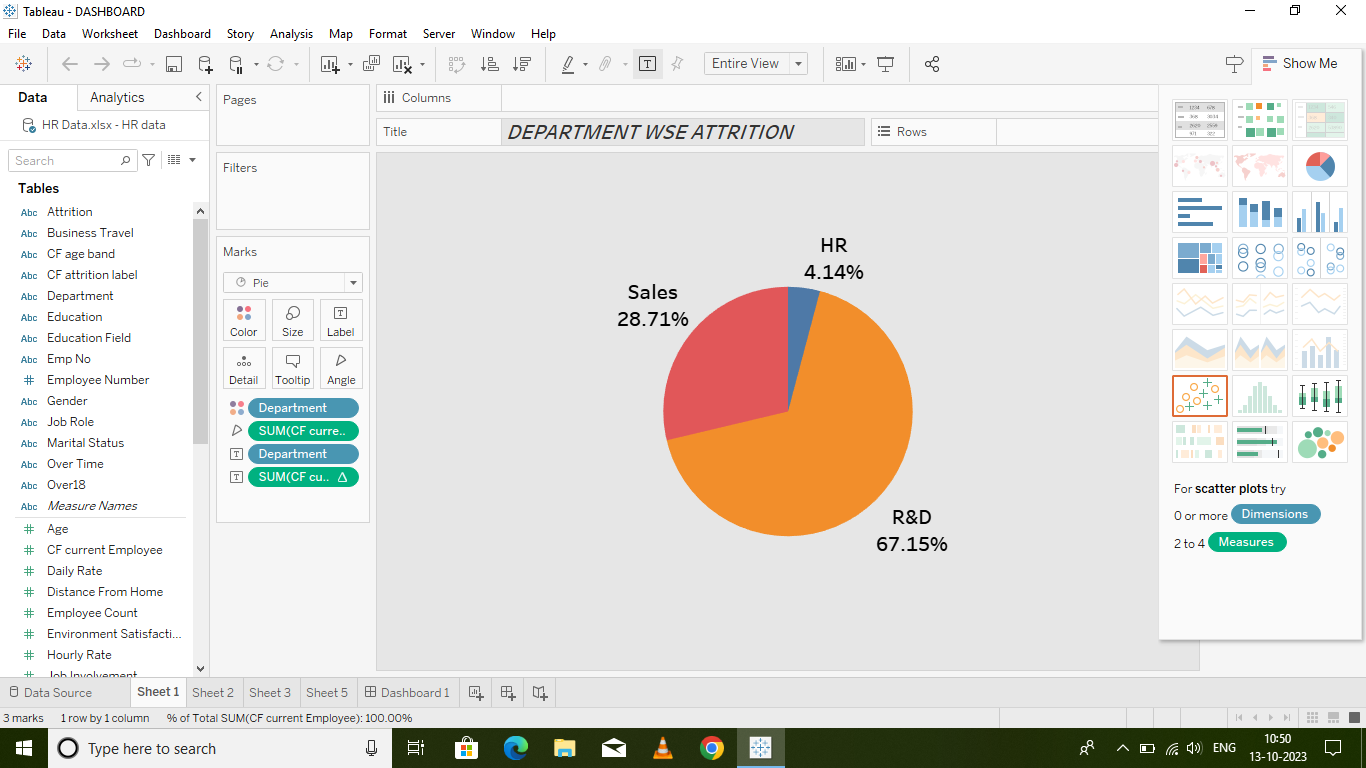 Tableau - DASHBOARD
File Data Worksheet Dashboard Story Analysis Map Format Server Window Help
Entire View
Show Me
Data Analytics
HR Data.xlsx - HR data
Search
Tables
Abc Attrition
Abc Business Travel
Abc CF age band
Abc CF attrition label
Abc Department
Abc Education
Abc Education Field
Abc Emp No
# Employee Number
Abc Gender
Abc Job Role
Abc Marital Status
Abc Over Time
Abc Over18
Abc Measure Names
# Age
# CF current Employee
# Daily Rate
# Distance From Home
# Employee Count
# Environment Satisfacti...
# Hourly Rate
# Job Involvement
Pages
Filters
Marks
Pie
Color Size Label
Detail Tooltip Angle
Department
SUM(CF curre..
Department
SUM(CF cu.. Δ
Columns
Title DEPARTMENT WSE ATTRITION
Rows
HR
4.14%
Sales
28.71%
R&D
67.15%
For scatter plots try
0 or more Dimensions
2 to 4 Measures
Data Source Sheet 1 Sheet 2 Sheet 3 Sheet 5 Dashboard 1
3 marks 1 row by 1 column % of Total SUM(CF current Employee): 100.00%
Type here to search
ENG
10:50
13-10-2023